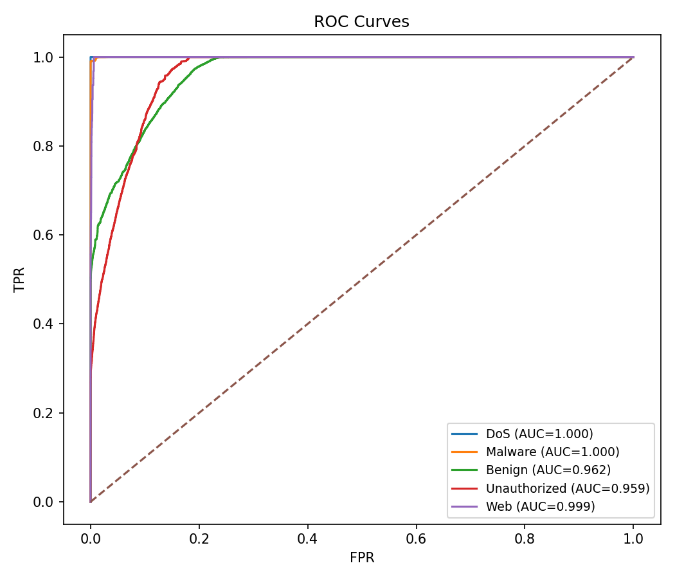 ROC Curves
TPR
1.0
0.8
0.6
0.4
0.2
0.0
0.0 0.2 0.4 0.6 0.8 1.0
FPR
DoS (AUC=1.000)
Malware (AUC=1.000)
Benign (AUC=0.962)
Unauthorized (AUC=0.959)
Web (AUC=0.999)